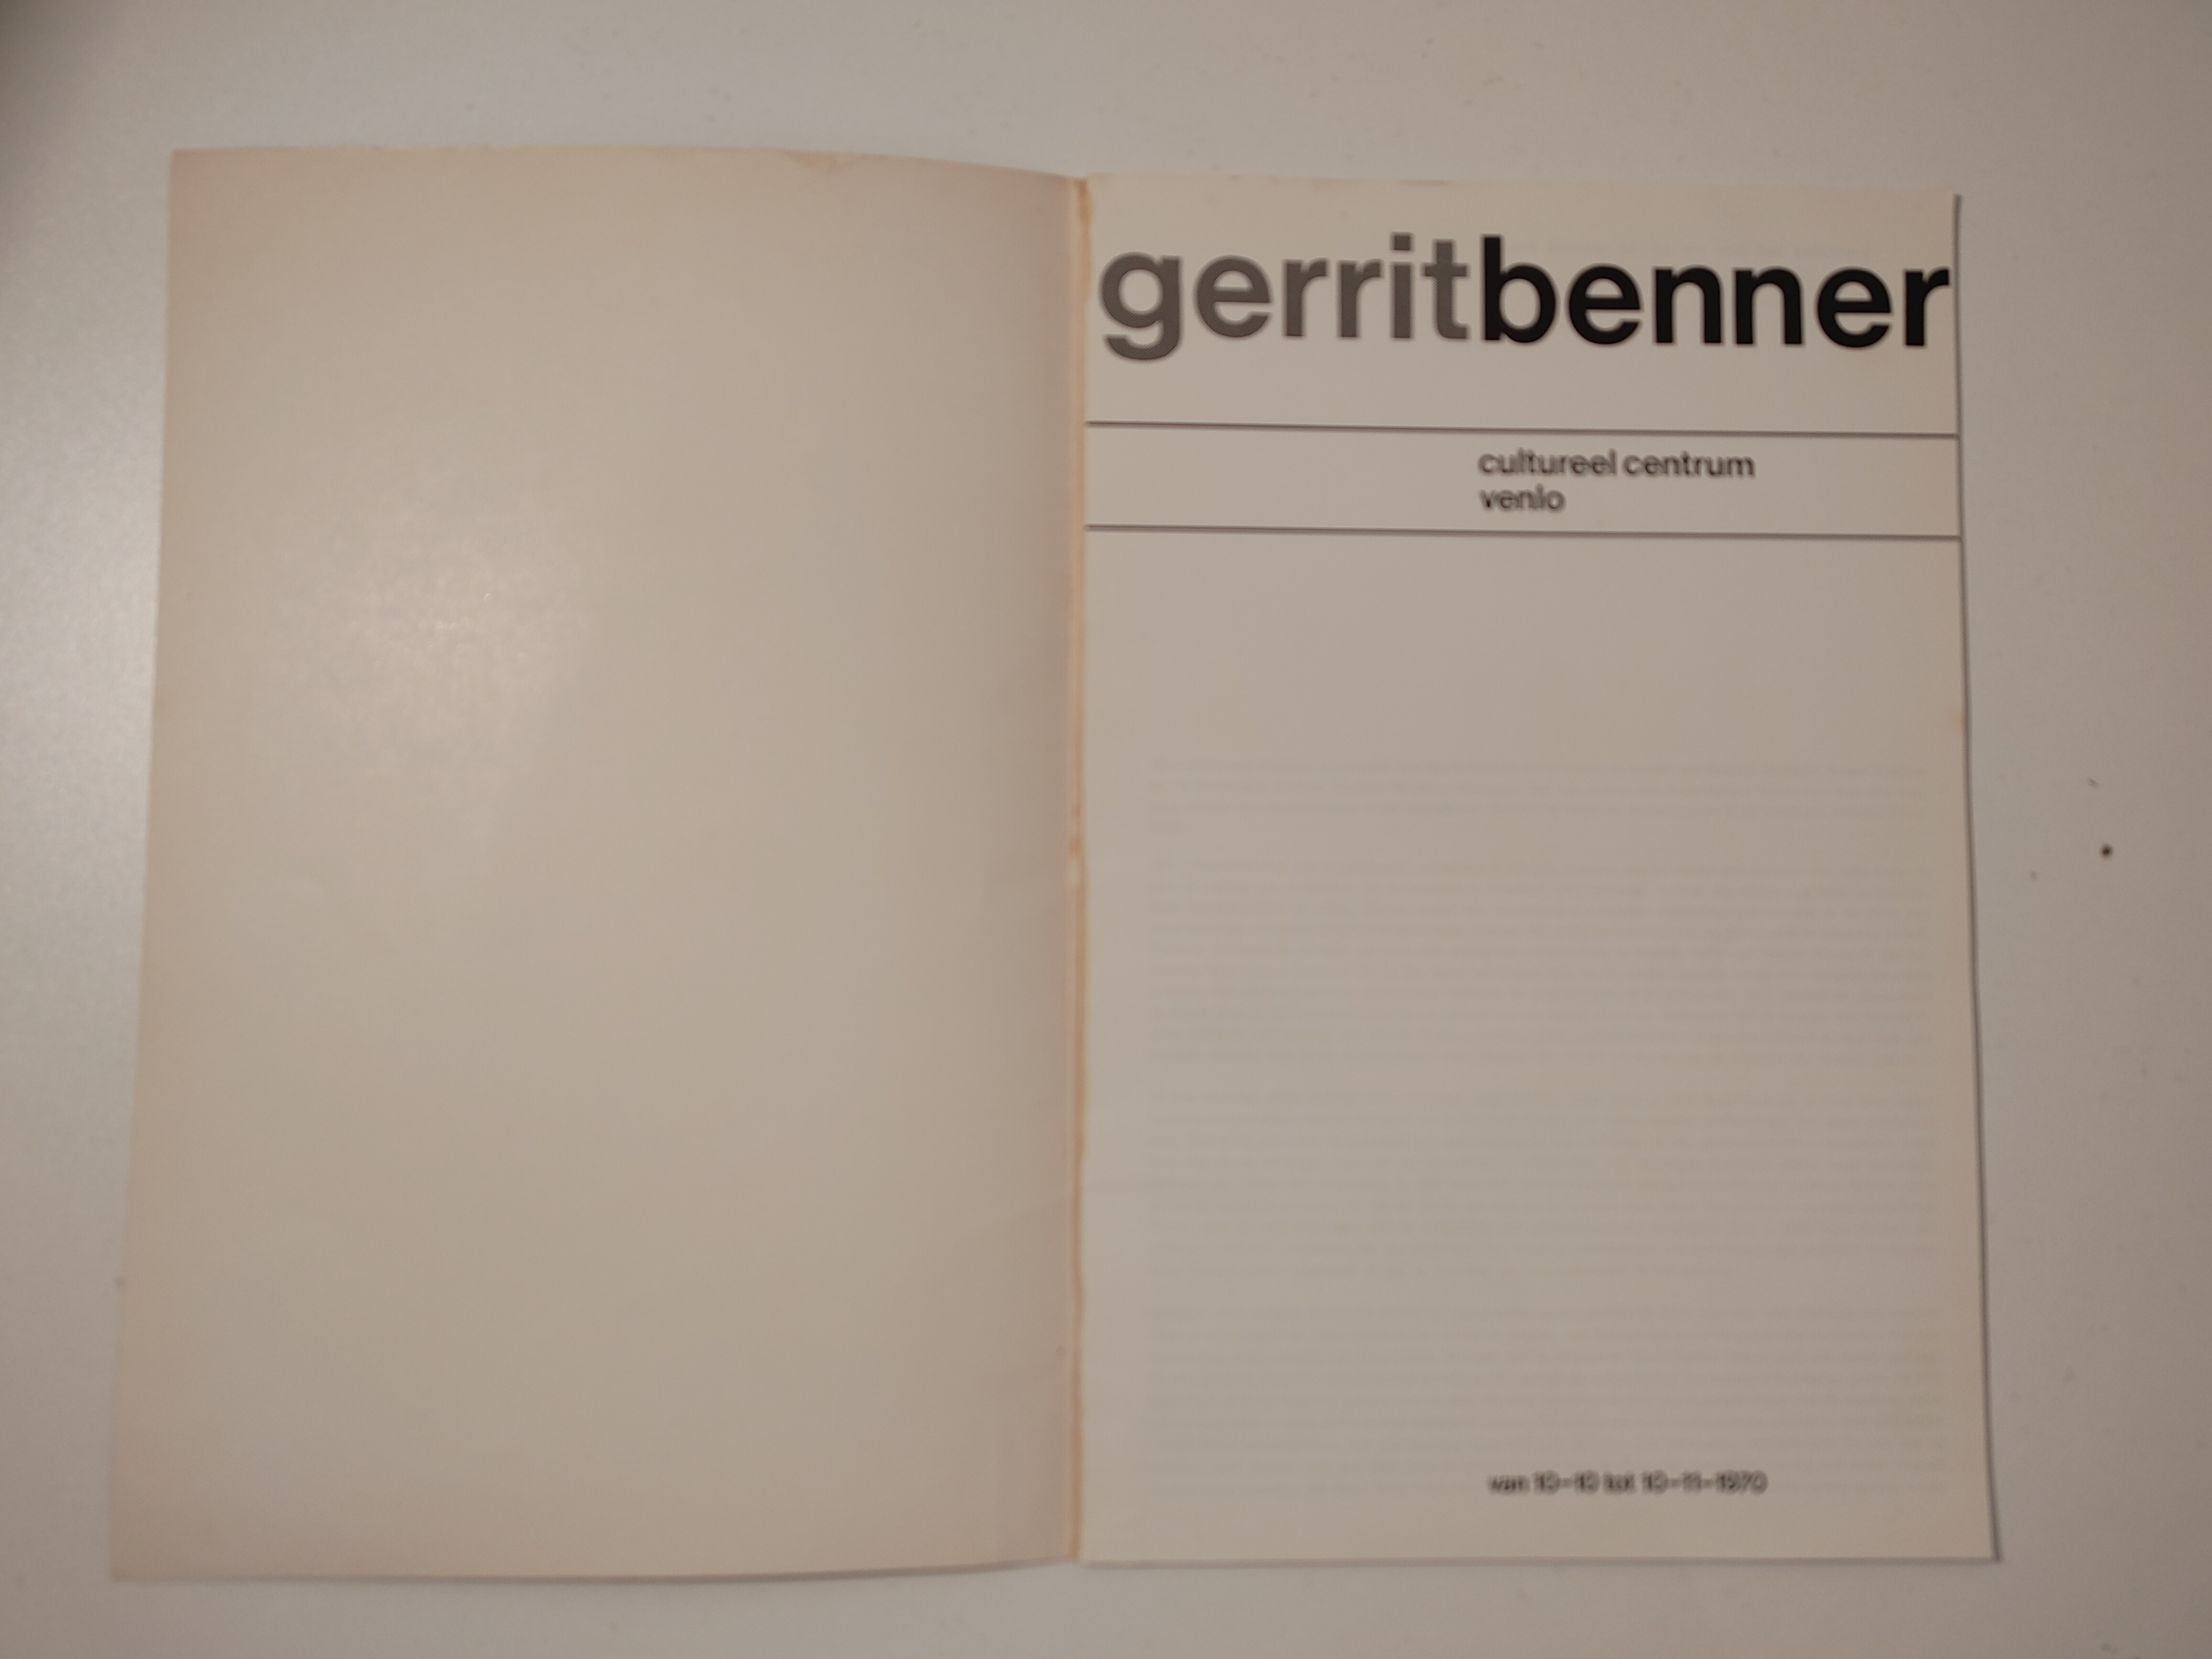 gerritbenner
cultureel centrum
venlo
van 10-10 tot 10-11-1970